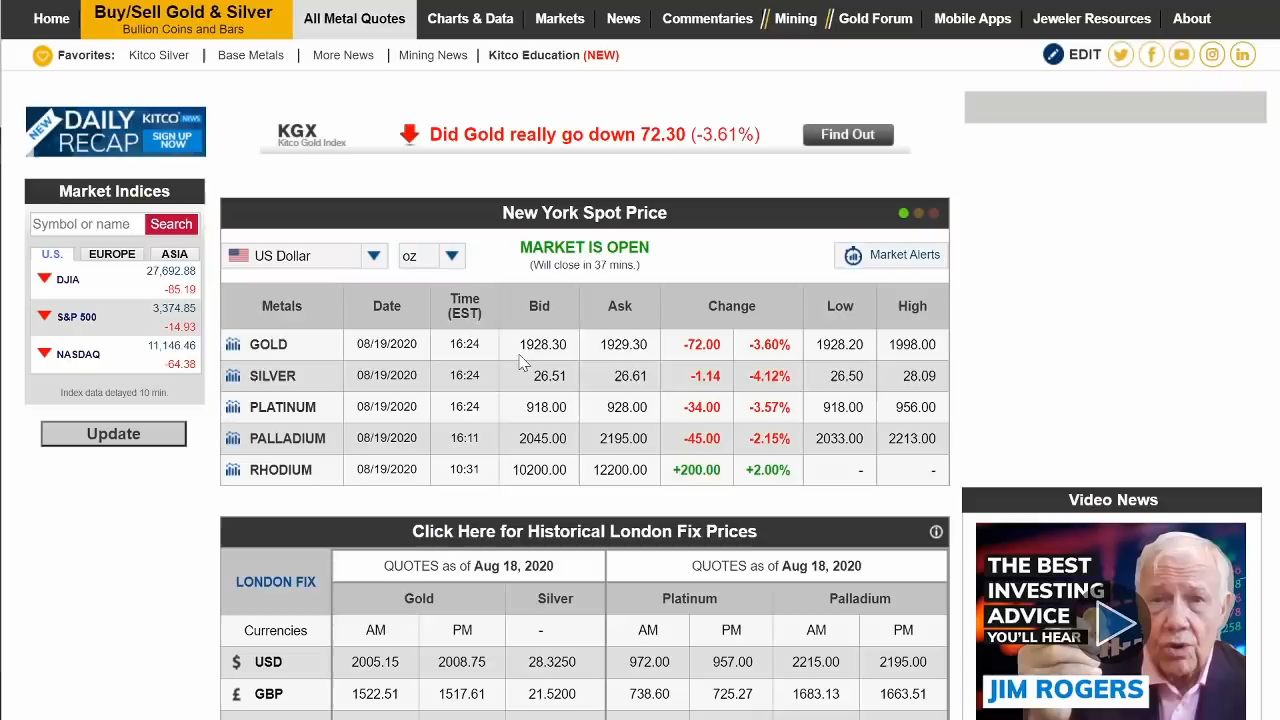 Home
Buy/Sell Gold & Silver
Bullion Coins and Bars
All Metal Quotes
Charts & Data
Markets
News
Commentaries
Mining
Gold Forum
Mobile Apps
Jeweler Resources
About
Favorites: Kitco Silver | Base Metals | More News | Mining News | Kitco Education (NEW)
EDIT
NEW
DAILY RECAP
KITCO NEWS
SIGN UP NOW
KGX
Kitco Gold Index
Did Gold really go down 72.30 (-3.61%)
Find Out
Market Indices
Symbol or name Search
U.S. EUROPE ASIA
DJIA 27,692.88
-85.19
S&P 500 3,374.85
-14.93
NASDAQ 11,146.46
-64.38
Index data delayed 10 min.
Update
New York Spot Price
US Dollar oz
MARKET IS OPEN
(Will close in 37 mins.)
Market Alerts
Metals Date Time (EST) Bid Ask Change Low High
GOLD 08/19/2020 16:24 1928.30 1929.30 -72.00 -3.60% 1928.20 1998.00
SILVER 08/19/2020 16:24 26.51 26.61 -1.14 -4.12% 26.50 28.09
PLATINUM 08/19/2020 16:24 918.00 928.00 -34.00 -3.57% 918.00 956.00
PALLADIUM 08/19/2020 16:11 2045.00 2195.00 -45.00 -2.15% 2033.00 2213.00
RHODIUM 08/19/2020 10:31 10200.00 12200.00 +200.00 +2.00% - -
Click Here for Historical London Fix Prices
LONDON FIX
QUOTES as of Aug 18, 2020 QUOTES as of Aug 18, 2020
Gold Silver Platinum Palladium
Currencies AM PM - AM PM AM PM
$ USD 2005.15 2008.75 28.3250 972.00 957.00 2215.00 2195.00
£ GBP 1522.51 1517.61 21.5200 738.60 725.27 1683.13 1663.51
Video News
THE BEST
INVESTING
ADVICE
YOU'LL HEAR
JIM ROGERS